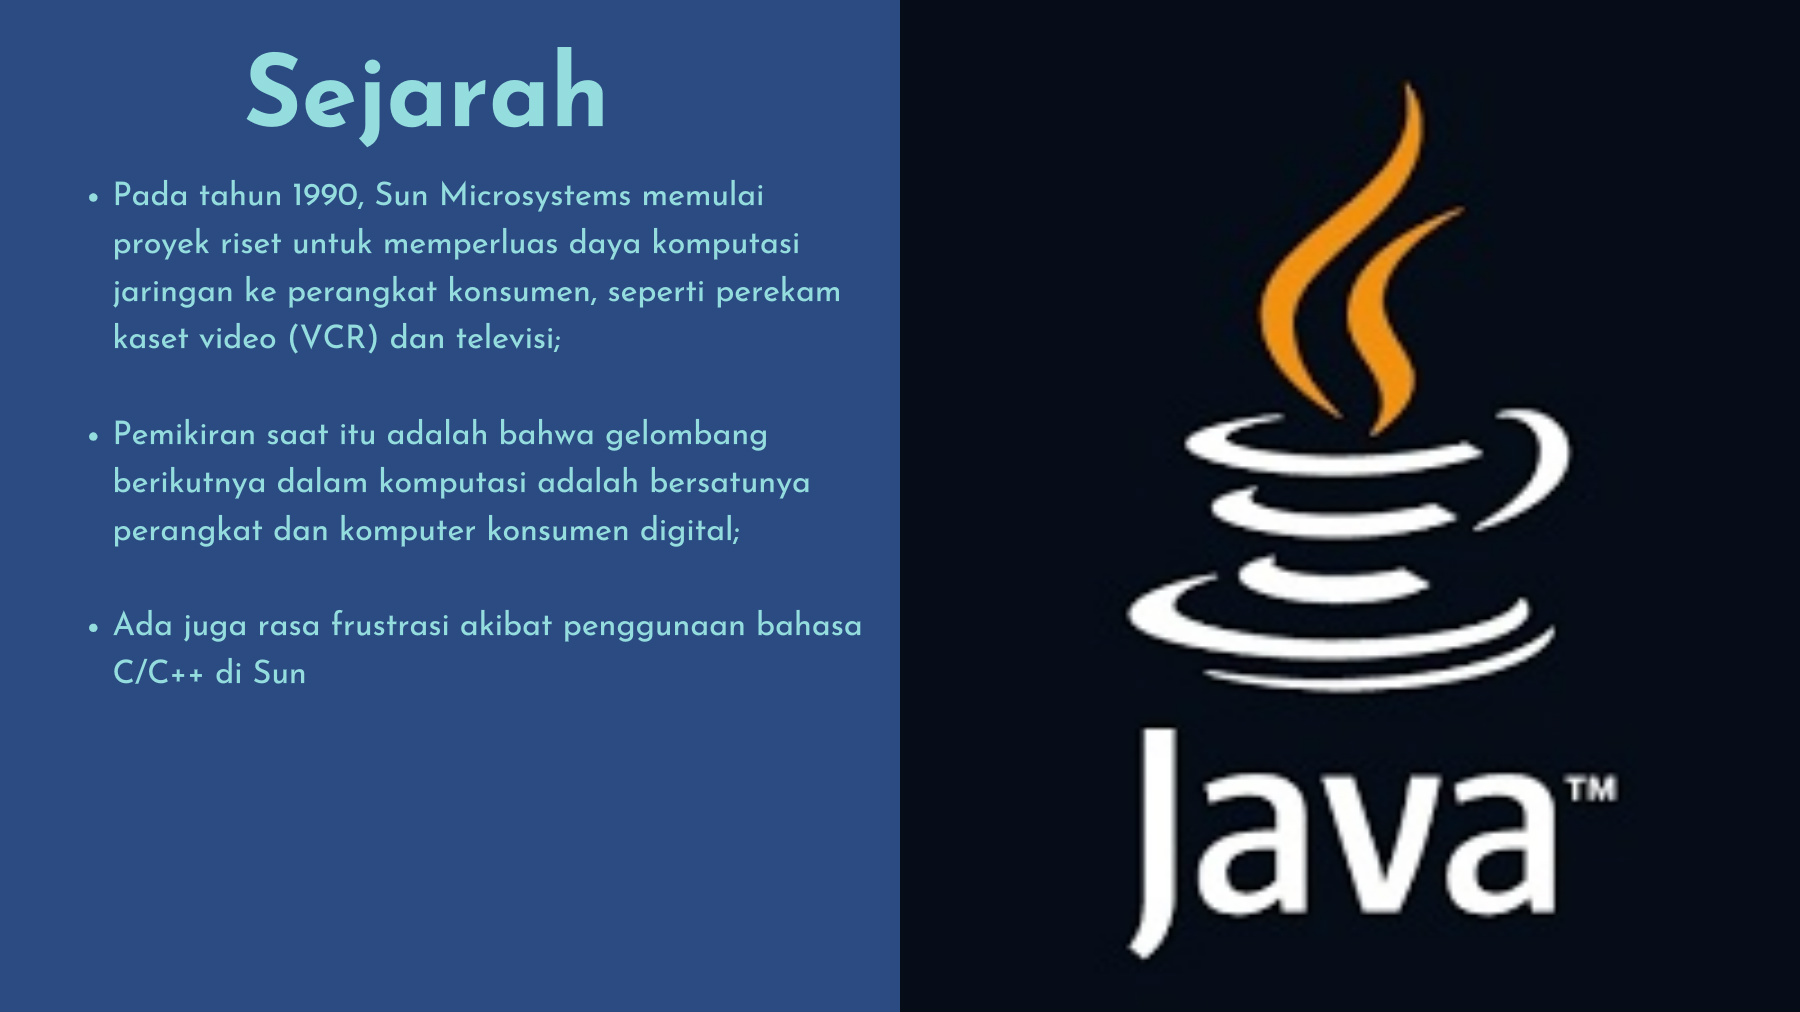 Sejarah
• Pada tahun 1990, Sun Microsystems memulai
proyek riset untuk memperluas daya komputasi
jaringan ke perangkat konsumen, seperti perekam
kaset video (VCR) dan televisi;
• Pemikiran saat itu adalah bahwa gelombang
berikutnya dalam komputasi adalah bersatunya
perangkat dan komputer konsumen digital;
• Ada juga rasa frustrasi akibat penggunaan bahasa
C/C++ di Sun
Java™